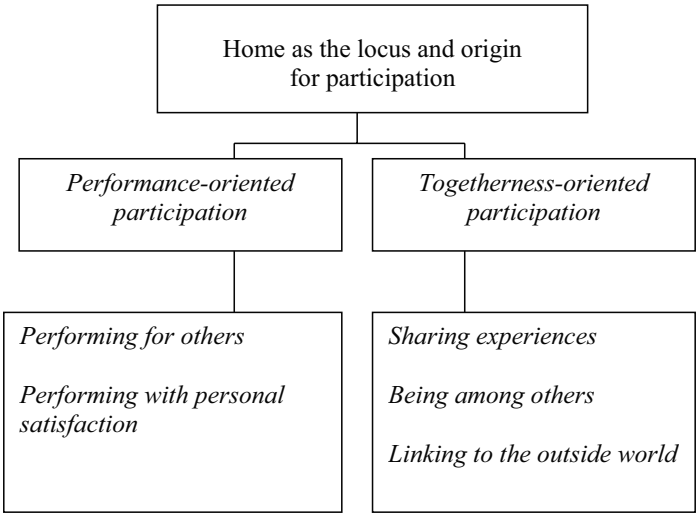 Home as the locus and origin
for participation
Performance-oriented
participation
Togetherness-oriented
participation
Performing for others
Performing with personal
satisfaction
Sharing experiences
Being among others
Linking to the outside world